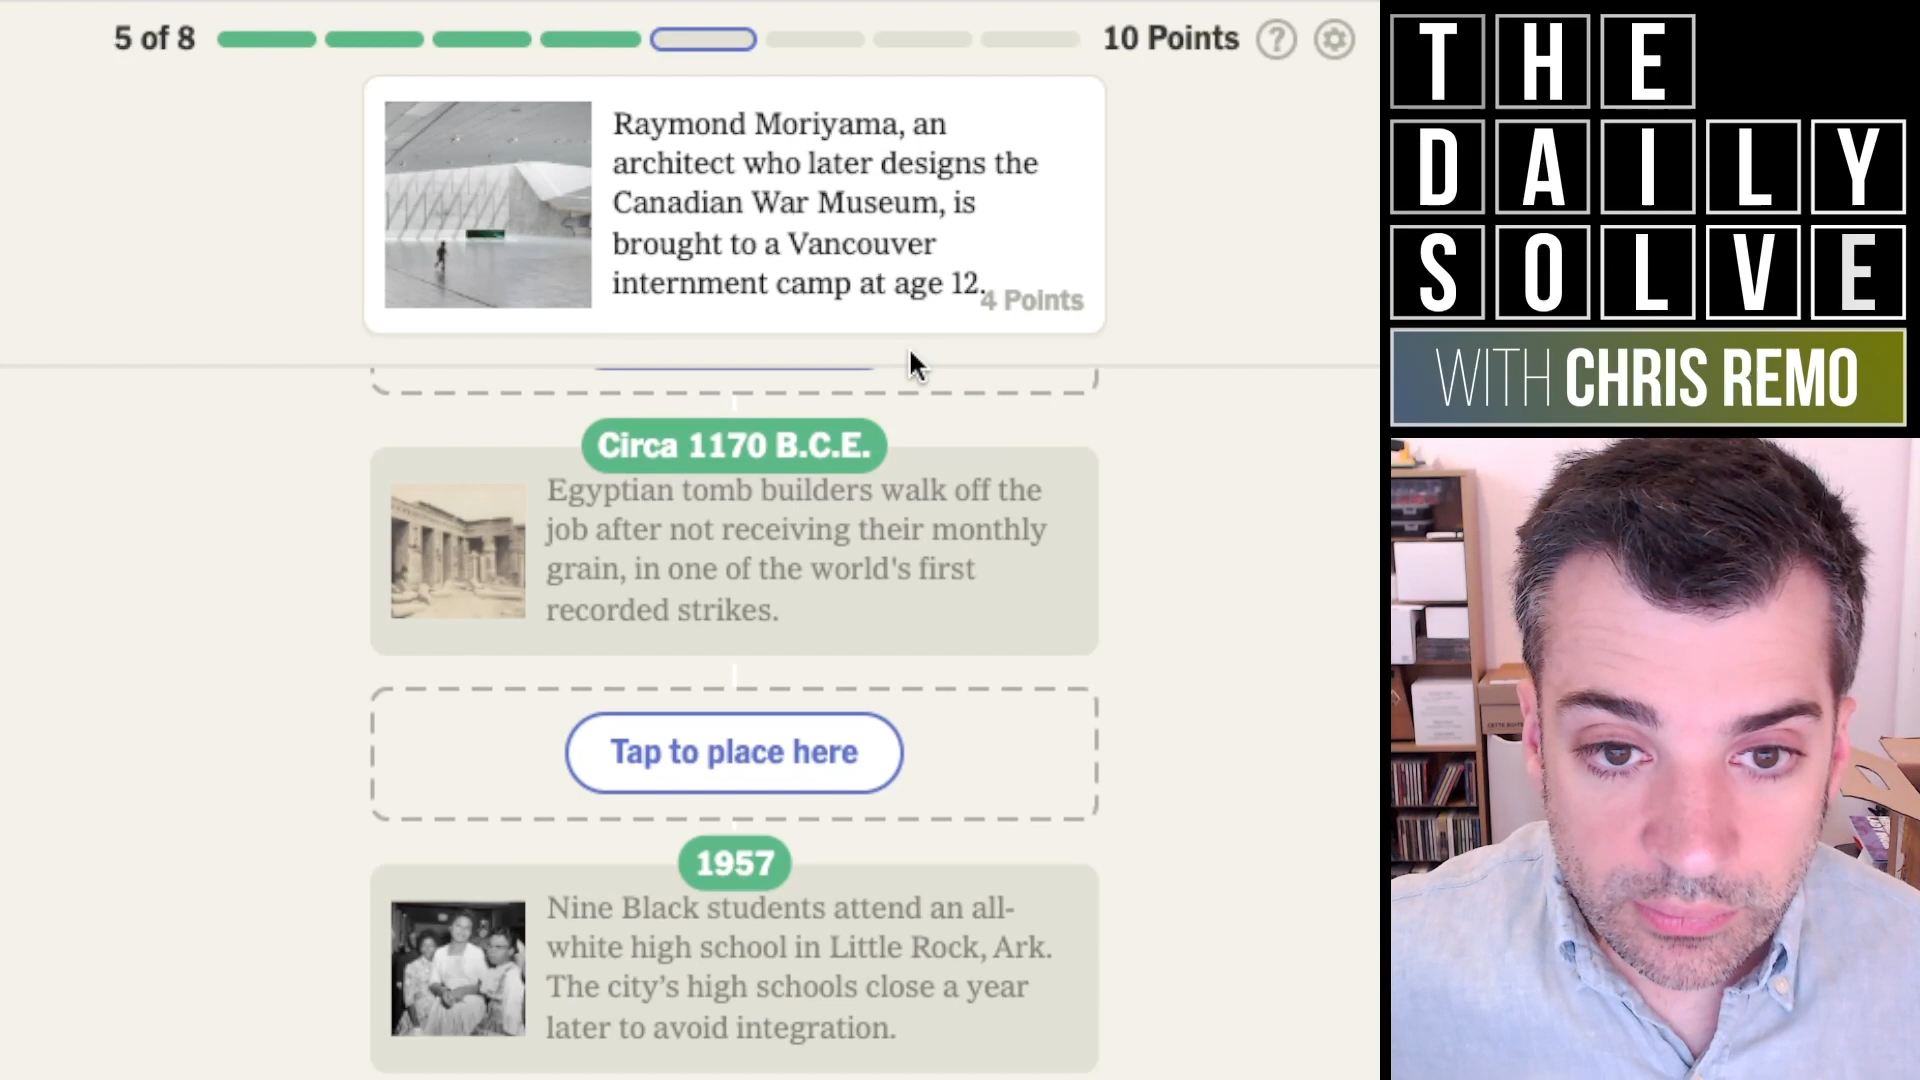 5 of 8
10 Points
?
Raymond Moriyama, an
architect who later designs the
Canadian War Museum, is
brought to a Vancouver
internment camp at age 12.
4 Points
Circa 1170 B.C.E.
Egyptian tomb builders walk off the
job after not receiving their monthly
grain, in one of the world's first
recorded strikes.
Tap to place here
1957
Nine Black students attend an all-
white high school in Little Rock, Ark.
The city’s high schools close a year
later to avoid integration.
THE
DAILY
SOLVE
WITH CHRIS REMO